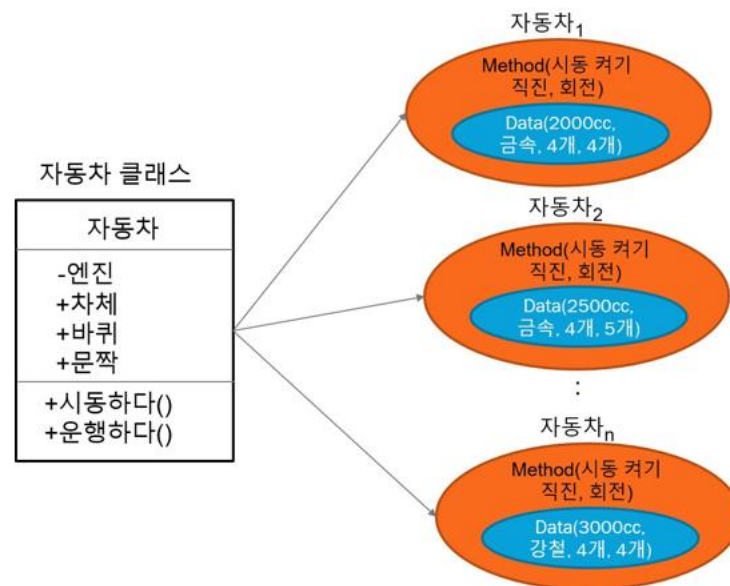 자동차 클래스
자동차
-엔진
+차체
+바퀴
+문짝
+시동하다()
+운행하다()
자동차1
Method(시동 켜기
직진, 회전)
Data(2000cc,
금속, 4개, 4개)
자동차2
Method(시동 켜기
직진, 회전)
Data(2500cc,
금속, 4개, 5개)
:
자동차n
Method(시동 켜기
직진, 회전)
Data(3000cc,
강철, 4개, 4개)